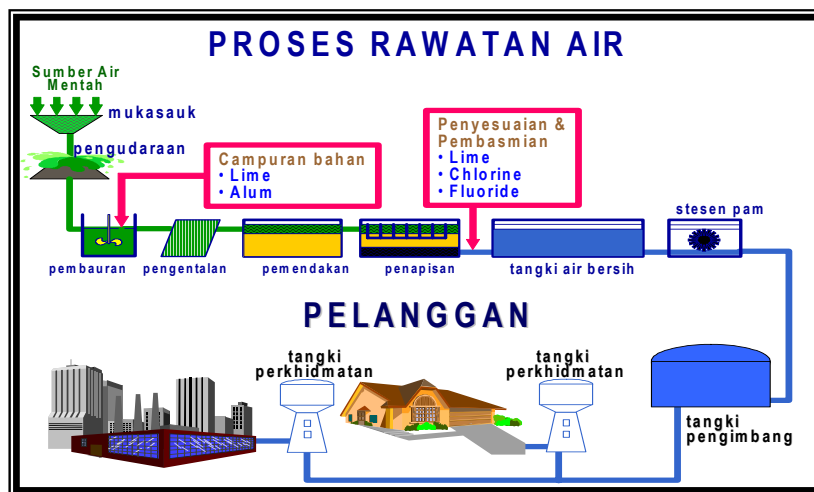 PROSES RAWATAN AIR
Sumber Air
Mentah
mukasauk
pengudaraan
Campuran bahan
• Lime
• Alum
Penyesuaian &
Pembasmian
• Lime
• Chlorine
• Fluoride
stesen pam
pembauran
pengentalan
pemendakan
penapisan
tangki air bersih
PELANGGAN
tangki
perkhidmatan
tangki
perkhidmatan
tangki
pengimbang